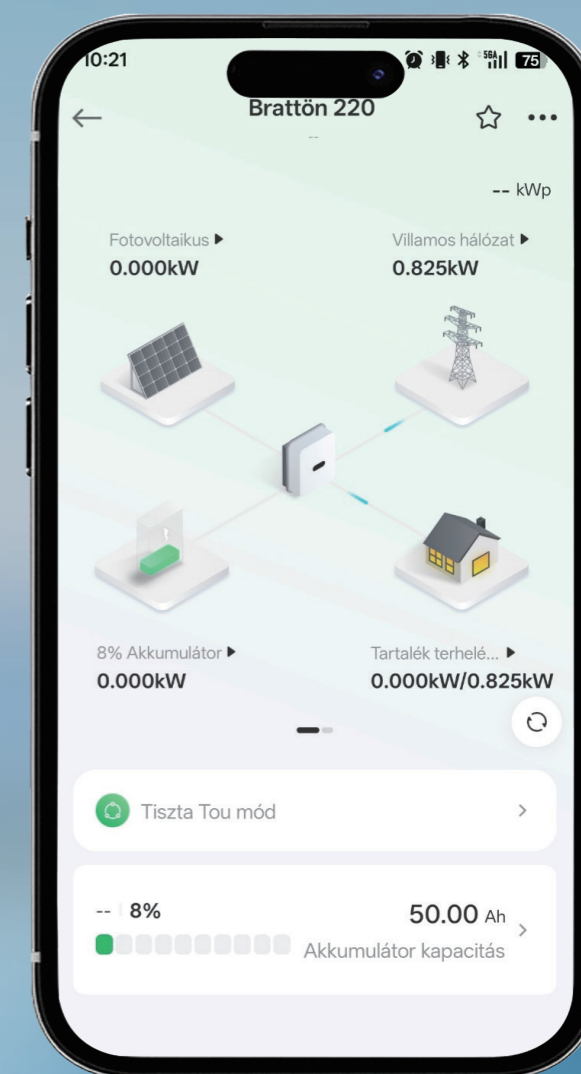 10:21
56A
75
Brattön 220
--
-- kWp
Fotovoltaikus
Villamos hálózat
0.000kW
0.825kW
8% Akkumulátor
Tartalék terhelé...
0.000kW
0.000kW/0.825kW
Tiszta Tou mód
-- 8%
50.00 Ah
Akkumulátor kapacitás